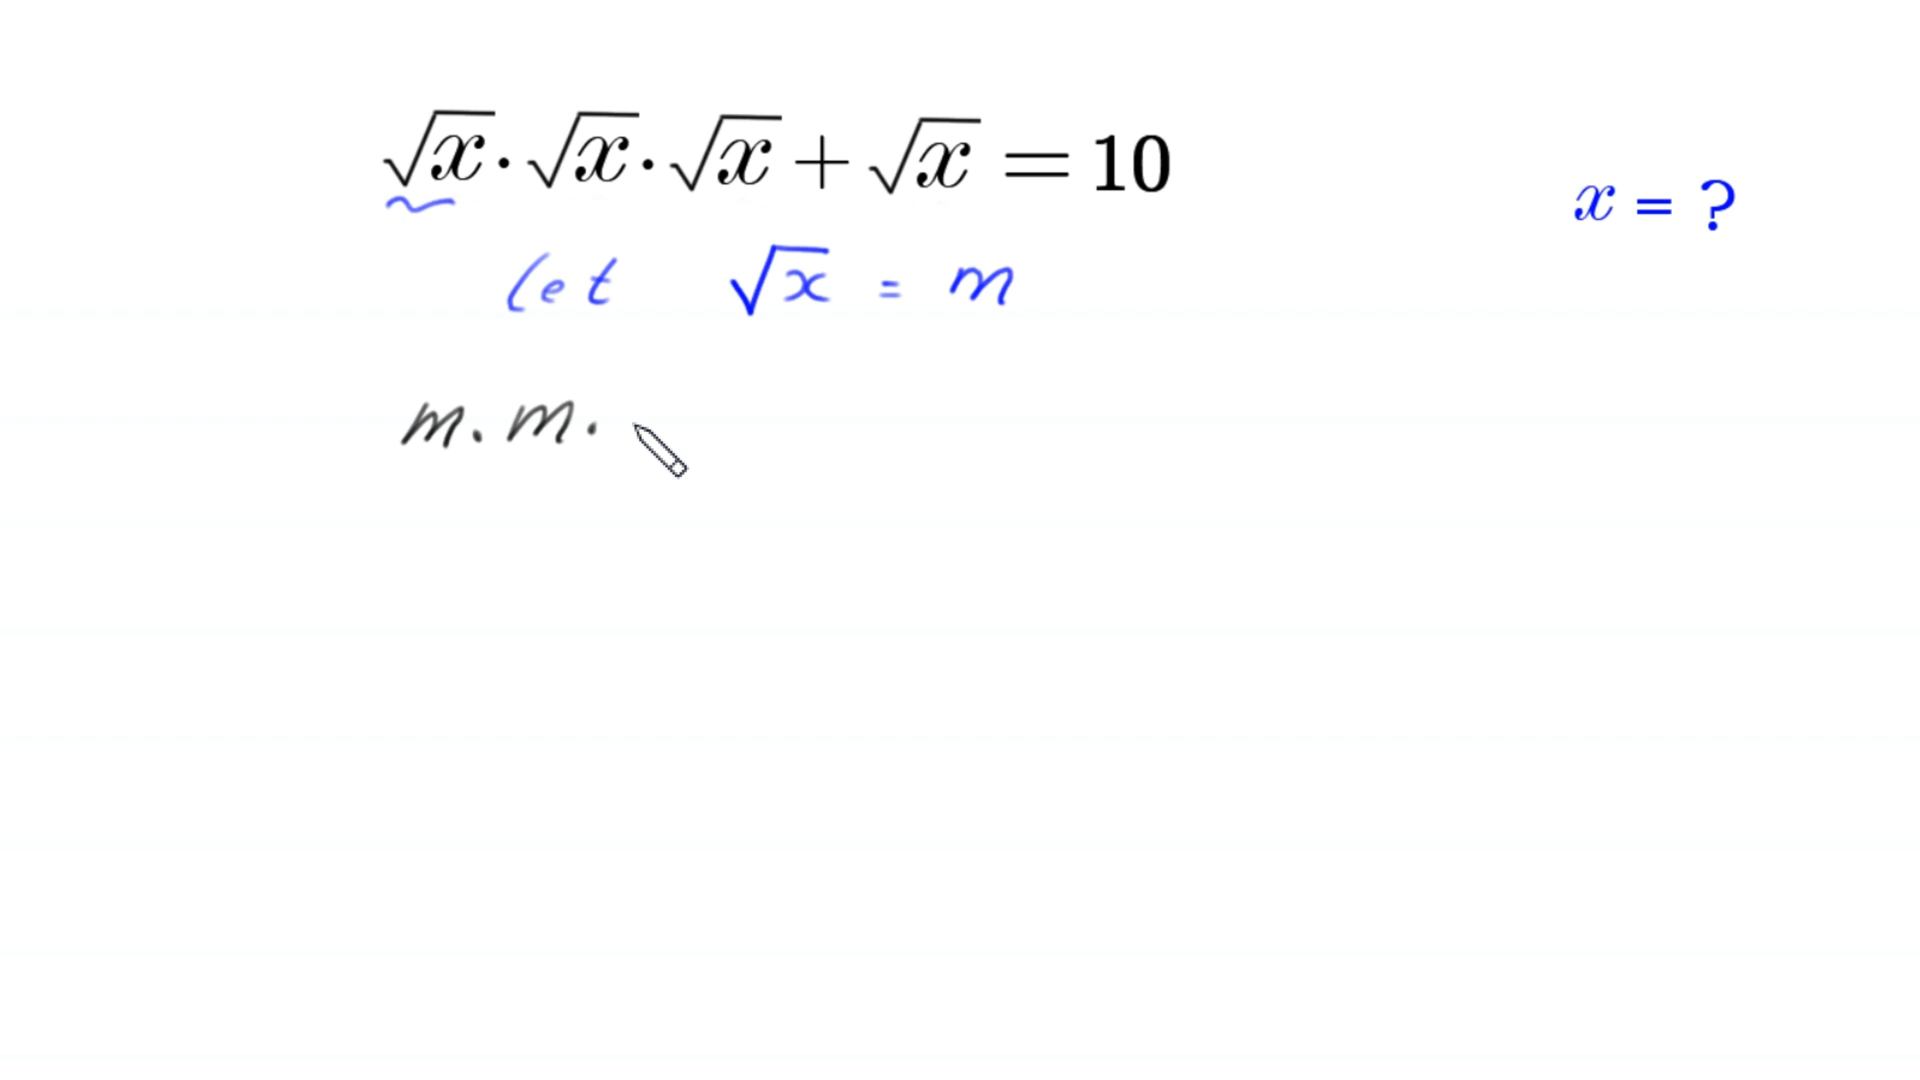 √x · √x · √x + √x = 10
x = ?
let √x = m
m . m .